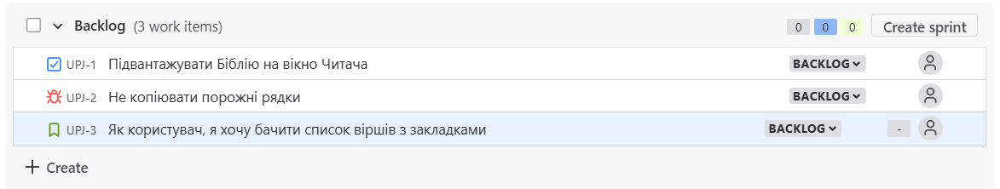 Backlog (3 work items) 0 0 0 Create sprint
UPJ-1 Підвантажувати Біблію на вікно Читача BACKLOG
UPJ-2 Не копіювати порожні рядки BACKLOG
UPJ-3 Як користувач, я хочу бачити список віршів з закладками BACKLOG -
+ Create